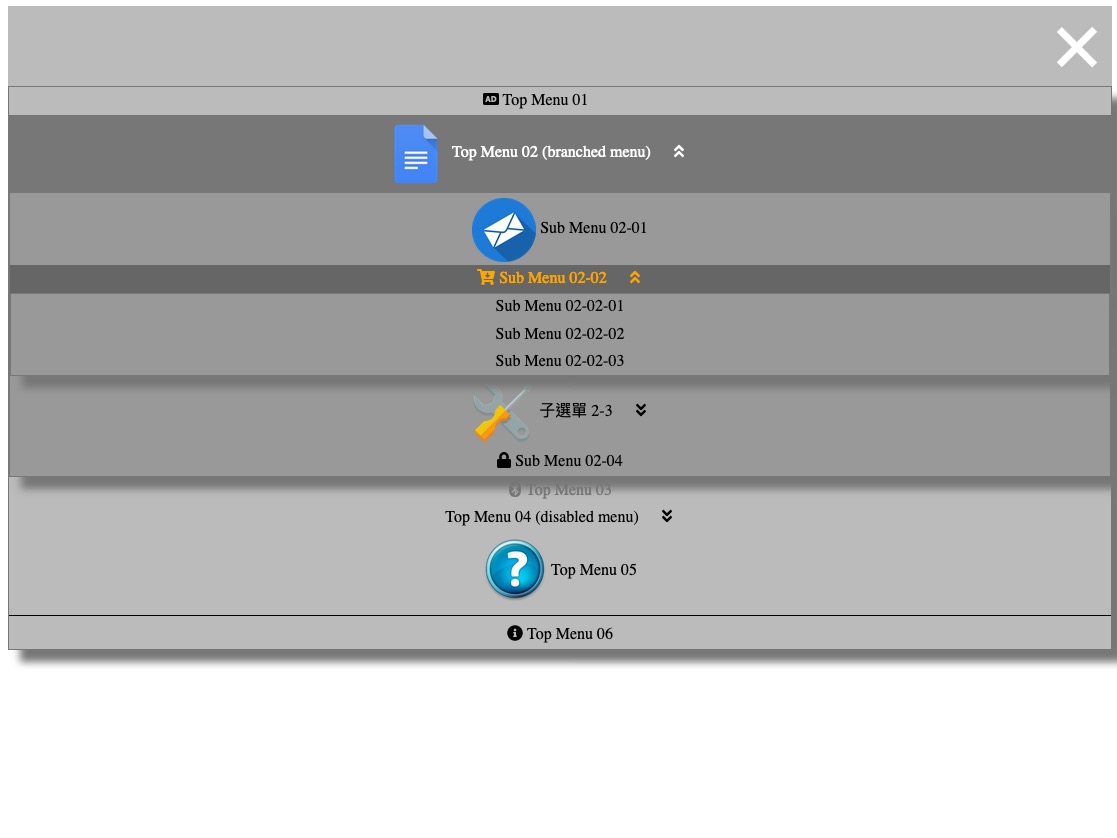 AD Top Menu 01
Top Menu 02 (branched menu)
Sub Menu 02-01
Sub Menu 02-02
Sub Menu 02-02-01
Sub Menu 02-02-02
Sub Menu 02-02-03
子選單 2-3
Sub Menu 02-04
Top Menu 03
Top Menu 04 (disabled menu)
? Top Menu 05
Top Menu 06